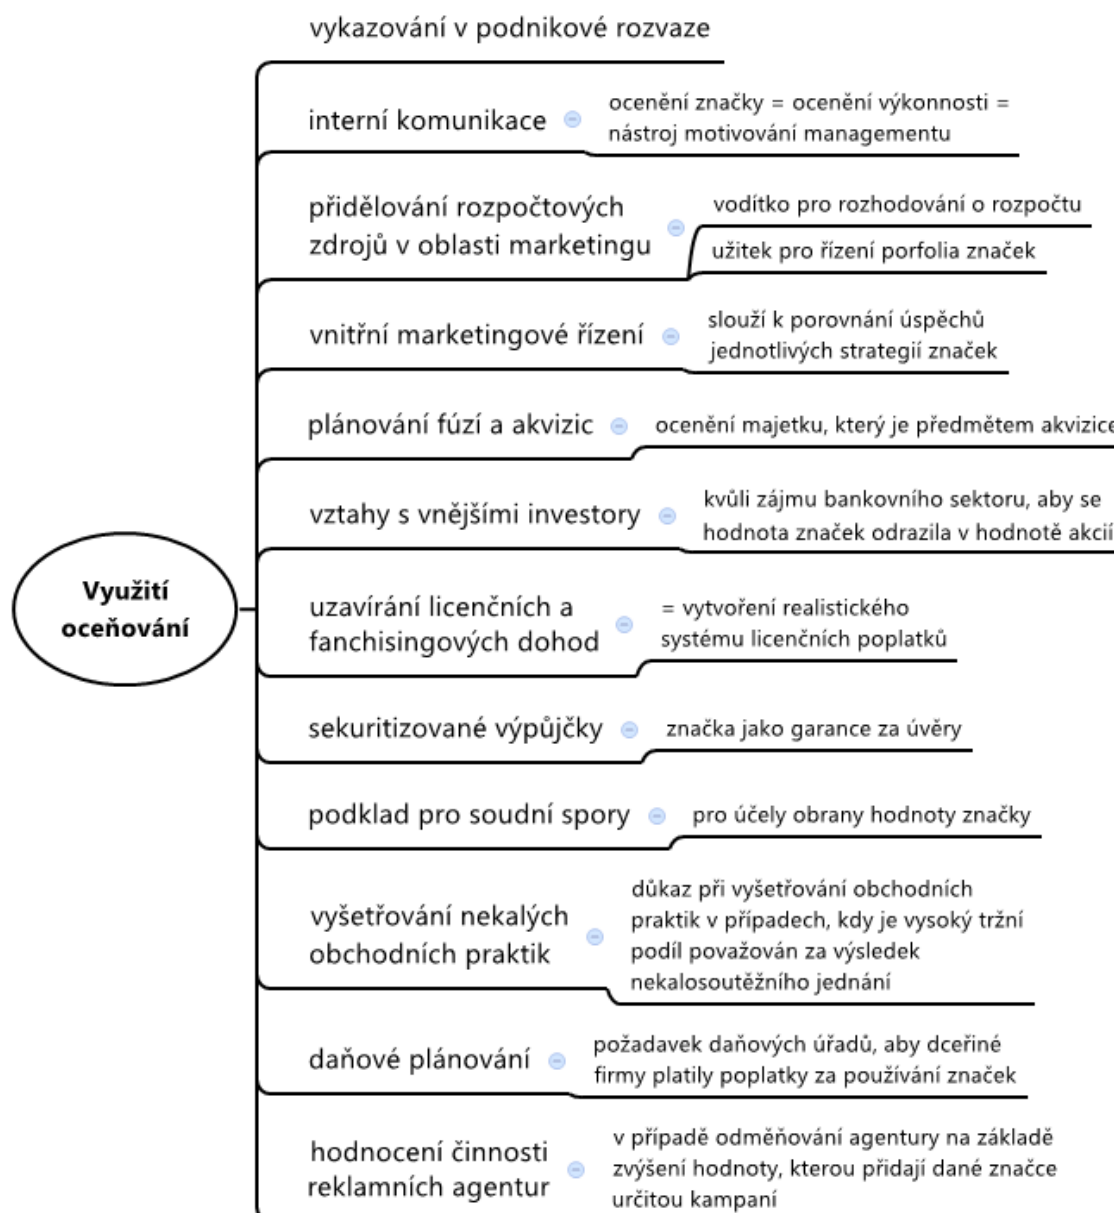 vykazování v podnikové rozvaze
interní komunikace
ocenění značky = ocenění výkonnosti =
nástroj motivování managementu
přidělování rozpočtových
zdrojů v oblasti marketingu
vodítko pro rozhodování o rozpočtu
užitek pro řízení porfolia značek
vnitřní marketingové řízení
slouží k porovnání úspěchů
jednotlivých strategií značek
plánování fúzí a akvizic
ocenění majetku, který je předmětem akvizice
vztahy s vnějšími investory
kvůli zájmu bankovního sektoru, aby se
hodnota značek odrazila v hodnotě akcií
Využití
oceňování
uzavírání licenčních a
fanchisingových dohod
= vytvoření realistického
systému licenčních poplatků
sekuritizované výpůjčky
značka jako garance za úvěry
podklad pro soudní spory
pro účely obrany hodnoty značky
vyšetřování nekalých
obchodních praktik
důkaz při vyšetřování obchodních
praktik v případech, kdy je vysoký tržní
podíl považován za výsledek
nekalosoutěžního jednání
daňové plánování
požadavek daňových úřadů, aby dceřiné
firmy platily poplatky za používání značek
hodnocení činnosti
reklamních agentur
v případě odměňování agentury na základě
zvýšení hodnoty, kterou přidají dané značce
určitou kampaní